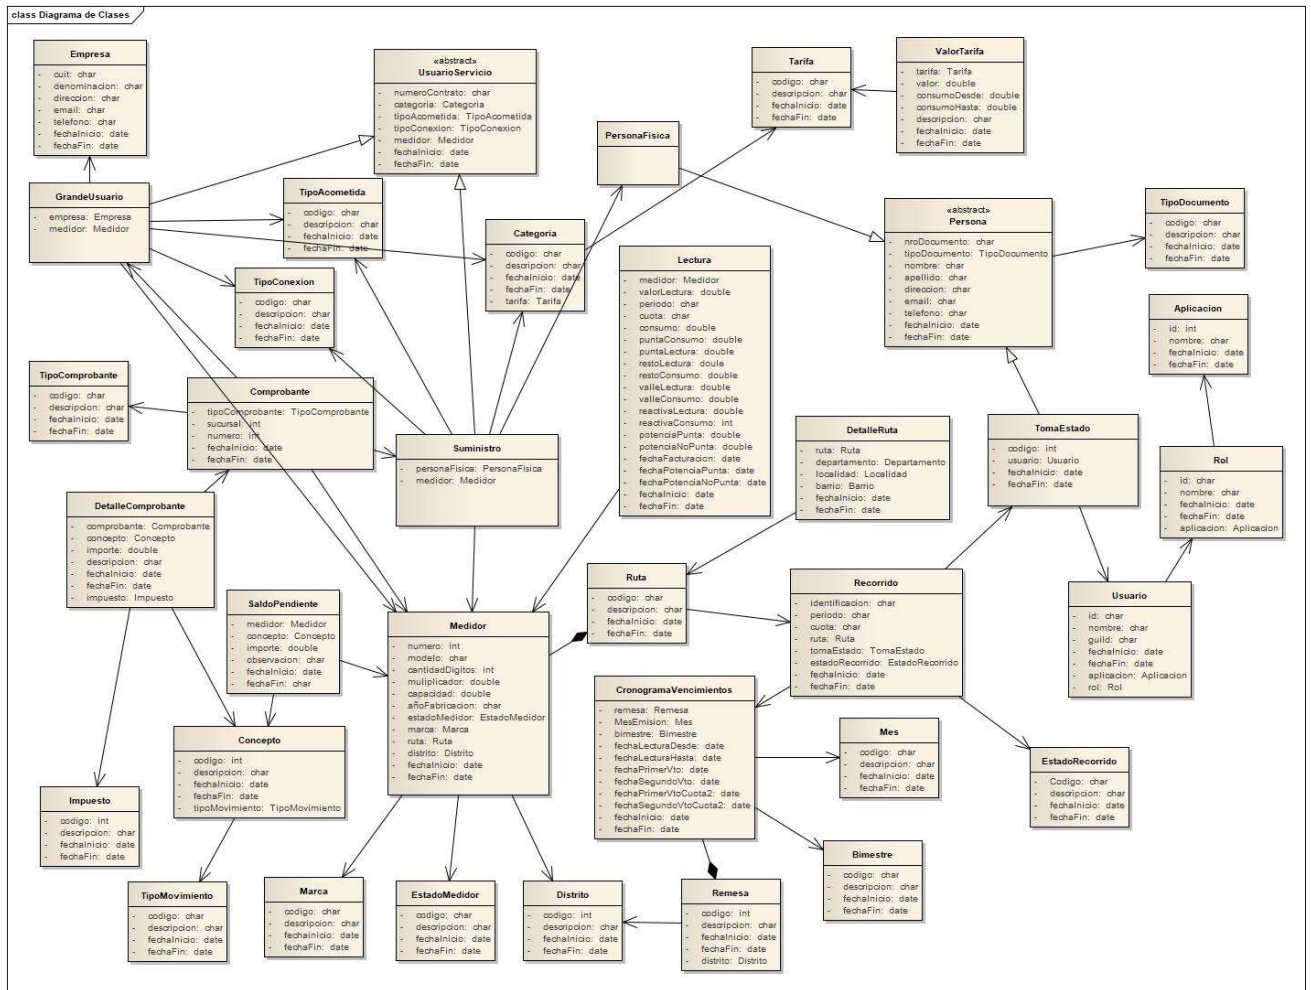 class Diagrama de Clases
Empresa
- cuit: char
- denominacion: char
- direccion: char
- email: char
- telefono: char
- fechaInicio: date
- fechaFin: date
«abstract»
UsuarioServicio
- numeroContrato: char
- categoria: Categoria
- tipoAcometida: TipoAcometida
- tipoConexion: TipoConexion
- medidor: Medidor
- fechaInicio: date
- fechaFin: date
Tarifa
- codigo: char
- descripcion: char
- fechaInicio: date
- fechaFin: date
ValorTarifa
- tarifa: Tarifa
- valor: double
- consumoDesde: double
- consumoHasta: double
- descripcion: char
- fechaInicio: date
- fechaFin: date
PersonaFisica
GrandeUsuario
- empresa: Empresa
- medidor: Medidor
TipoAcometida
- codigo: char
- descripcion: char
- fechaInicio: date
- fechaFin: date
Categoria
- codigo: char
- descripcion: char
- fechaInicio: date
- fechaFin: date
- tarifa: Tarifa
«abstract»
Persona
- nroDocumento: char
- tipoDocumento: TipoDocumento
- nombre: char
- apellido: char
- direccion: char
- email: char
- telefono: char
- fechaInicio: date
- fechaFin: date
TipoDocumento
- codigo: char
- descripcion: char
- fechaInicio: date
- fechaFin: date
TipoConexion
- codigo: char
- descripcion: char
- fechaInicio: date
- fechaFin: date
Lectura
- medidor: Medidor
- valorLectura: double
- periodo: char
- cuota: char
- consumo: double
- puntaConsumo: double
- puntaLectura: double
- restoLectura: doule
- restoConsumo: double
- valleLectura: double
- valleConsumo: double
- reactivaLectura: double
- reactivaConsumo: int
- potenciaPunta: double
- potenciaNoPunta: double
- fechaFacturacion: date
- fechaPotenciaPunta: date
- fechaPotenciaNoPunta: date
- fechaInicio: date
- fechaFin: date
Aplicacion
- id: int
- nombre: char
- fechaInicio: date
- fechaFin: date
TipoComprobante
- codigo: char
- descripcion: char
- fechaInicio: date
- fechaFin: date
Comprobante
- tipoComprobante: TipoComprobante
- sucursal: int
- numero: int
- fechaInicio: date
- fechaFin: date
Suministro
- personaFisica: PersonaFisica
- medidor: Medidor
DetalleRuta
- ruta: Ruta
- departamento: Departamento
- localidad: Localidad
- barrio: Barrio
- fechaInicio: date
- fechaFin: date
TomaEstado
- codigo: int
- usuario: Usuario
- fechaInicio: date
- fechaFin: date
Rol
- id: char
- nombre: char
- fechaInicio: date
- fechaFin: date
- aplicacion: Aplicacion
DetalleComprobante
- comprobante: Comprobante
- concepto: Concepto
- importe: double
- descripcion: char
- fechaInicio: date
- fechaFin: date
- impuesto: Impuesto
SaldoPendiente
- medidor: Medidor
- concepto: Concepto
- importe: double
- observacion: char
- fechaInicio: date
- fechaFin: char
Medidor
- numero: int
- modelo: char
- cantidadDigitos: int
- muliplicador: double
- capacidad: double
- añoFabricacion: char
- estadoMedidor: EstadoMedidor
- marca: Marca
- ruta: Ruta
- distrito: Distrito
- fechaInicio: date
- fechaFin: date
Ruta
- codigo: char
- descripcion: char
- fechaInicio: date
- fechaFin: date
Recorrido
- identificacion: char
- periodo: char
- cuota: char
- ruta: Ruta
- tomaEstado: TomaEstado
- estadoRecorrido: EstadoRecorrido
- fechaInicio: date
- fechaFin: date
Usuario
- id: char
- nombre: char
- guiId: char
- fechaInicio: date
- fechaFin: date
- aplicacion: Aplicacion
- rol: Rol
CronogramaVencimientos
- remesa: Remesa
- MesEmision: Mes
- bimestre: Bimestre
- fechaLecturaDesde: date
- fechaLecturaHasta: date
- fechaPrimerVto: date
- fechaSegundoVto: date
- fechaPrimerVtoCuota2: date
- fechaSegundoVtoCuota2: date
- fechaInicio: date
- fechaFin: date
Mes
- codigo: char
- descripcion: char
- fechaInicio: date
- fechaFin: date
EstadoRecorrido
- Codigo: char
- descripcion: char
- fechaInicio: date
- fechaFin: date
Concepto
- codigo: int
- descripcion: char
- fechaInicio: date
- fechaFin: date
- tipoMovimiento: TipoMovimiento
Impuesto
- codigo: int
- descripcion: char
- fechaInicio: date
- fechaFin: date
Bimestre
- codigo: char
- descripcion: char
- fechaInicio: date
- fechaFin: date
TipoMovimiento
- codigo: char
- descripcion: char
- fechaInicio: date
- fechaFin: date
Marca
- codigo: char
- descripcion: char
- fechaInicio: date
- fechaFin: date
EstadoMedidor
- codigo: char
- descripcion: char
- fechaInicio: date
- fechaFin: date
Distrito
- codigo: int
- descripcion: char
- fechaInicio: date
- fechaFin: date
Remesa
- codigo: int
- descripcion: char
- fechaInicio: date
- fechaFin: date
- distrito: Distrito